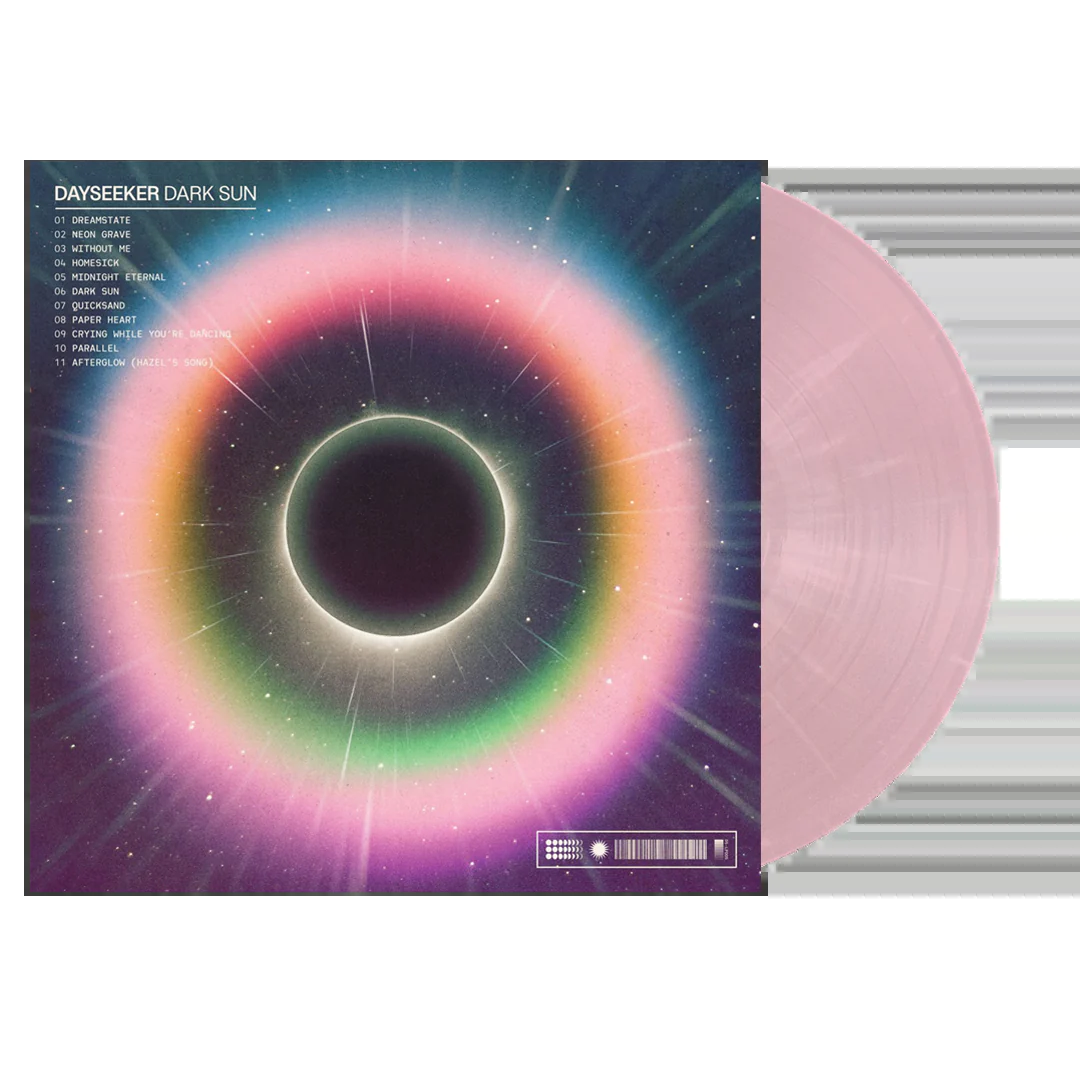 DAYSEEKER DARK SUN
01 DREAMSTATE
02 NEON GRAVE
03 WITHOUT ME
04 HOMESICK
05 MIDNIGHT ETERNAL
06 DARK SUN
07 QUICKSAND
08 PAPER HEART
09 CRYING WHILE YOU'RE DANCING
10 PARALLEL
11 AFTERGLOW (HAZEL'S SONG)